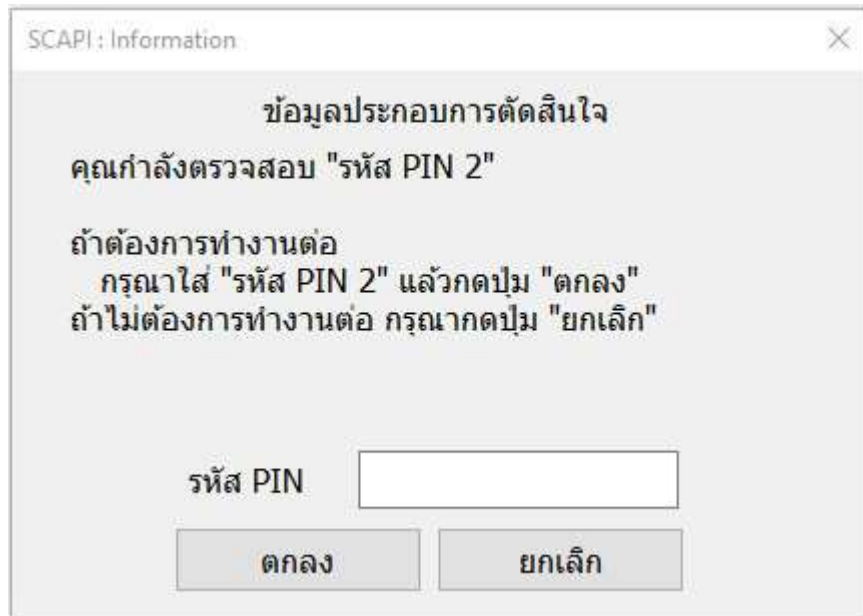 SCAPI : Information
ข้อมูลประกอบการตัดสินใจ
คุณกำลังตรวจสอบ "รหัส PIN 2"
ถ้าต้องการทำงานต่อ
กรุณาใส่ "รหัส PIN 2" แล้วกดปุ่ม "ตกลง"
ถ้าไม่ต้องการทำงานต่อ กรุณากดปุ่ม "ยกเลิก"
รหัส PIN
ตกลง ยกเลิก